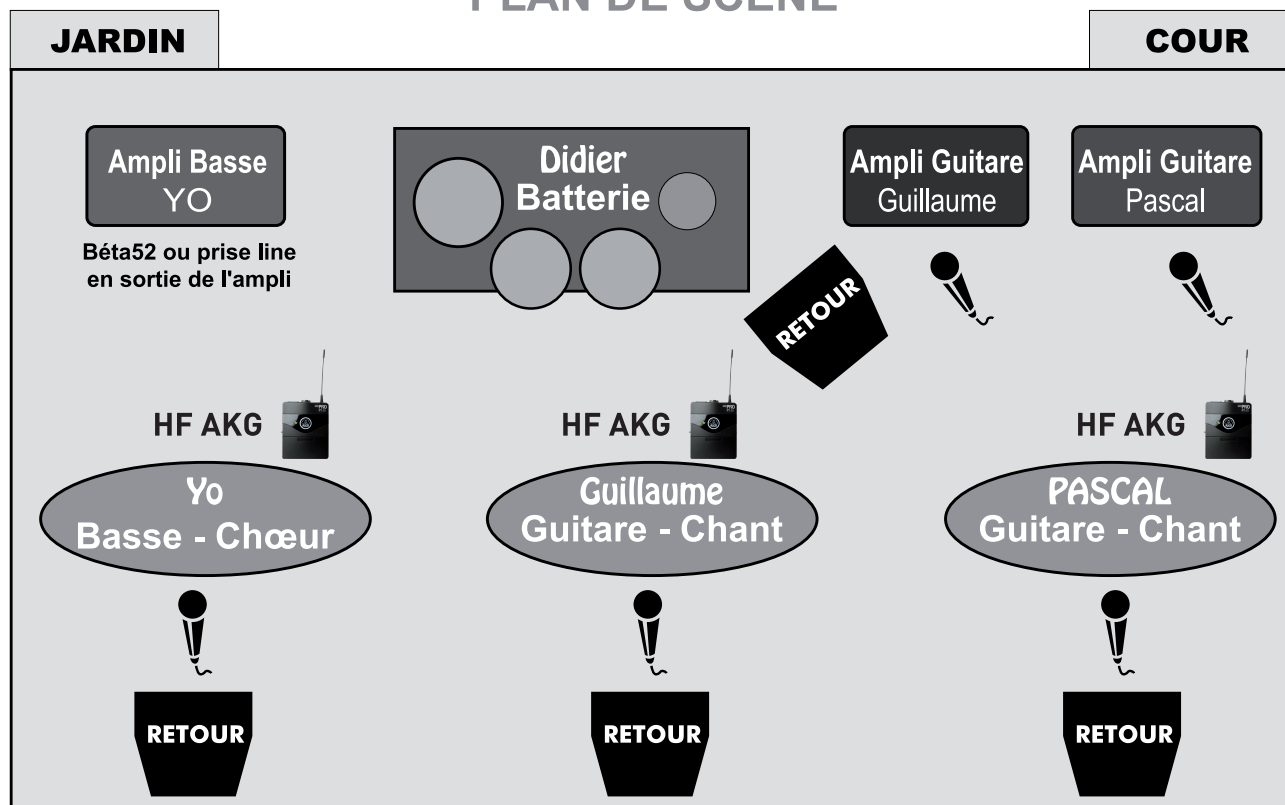 PLAN DE SCÈNE
JARDIN
COUR
Ampli Basse
YO
Béta52 ou prise line
en sortie de l'ampli
Didier
Batterie
Ampli Guitare
Guillaume
Ampli Guitare
Pascal
RETOUR
HF AKG
HF AKG
HF AKG
Yo
Basse - Chœur
Guillaume
Guitare - Chant
PASCAL
Guitare - Chant
RETOUR
RETOUR
RETOUR